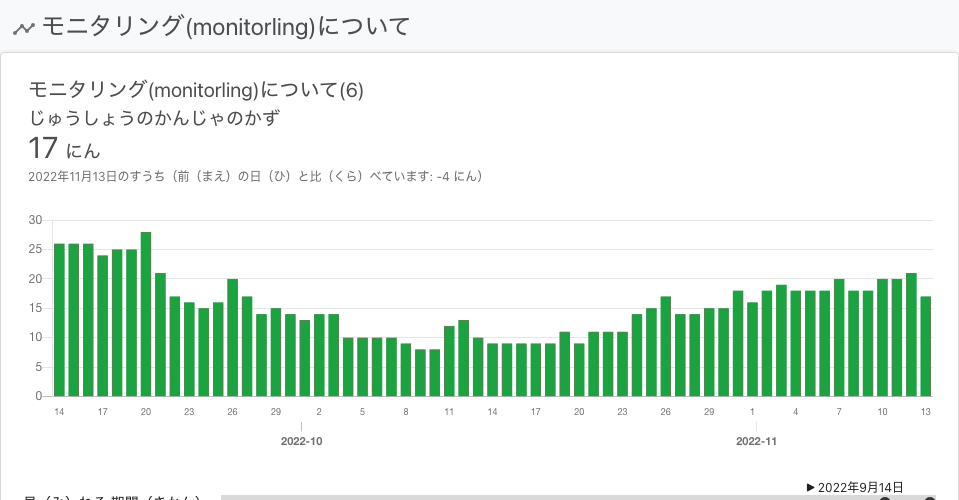 モニタリング(monitorling)について
モニタリング(monitorling)について(6)
じゅうしょうのかんじゃのかず
17 にん
2022年11月13日のすうち（前（まえ）の日（ひ）と比（くら）べています: -4 にん）
30
25
20
15
10
5
0
14 17 20 23 26 29 2 5 8 11 14 17 20 23 26 29 1 4 7 10 13
2022-10 2022-11
▶ 2022年9月14日